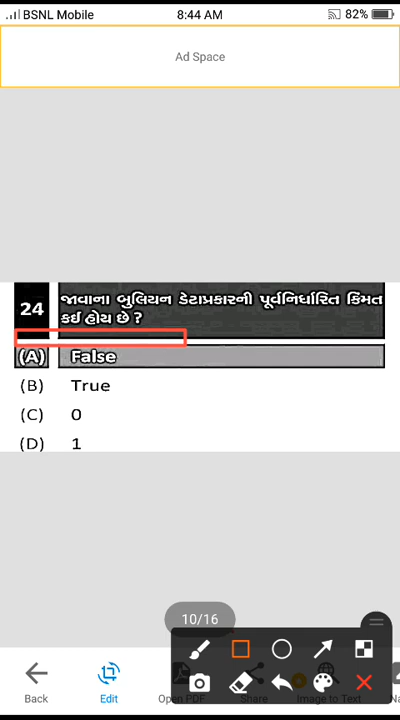 BSNL Mobile 8:44 AM 82%
Ad Space
24 જાવાના બુલિયન ડેટાપ્રકારની પૂર્વનિર્ધારિત કિંમત
કઈ હોય છે ?
(A) False
(B) True
(C) 0
(D) 1
10/16
Back Edit Open PDF Share Image to Text Na